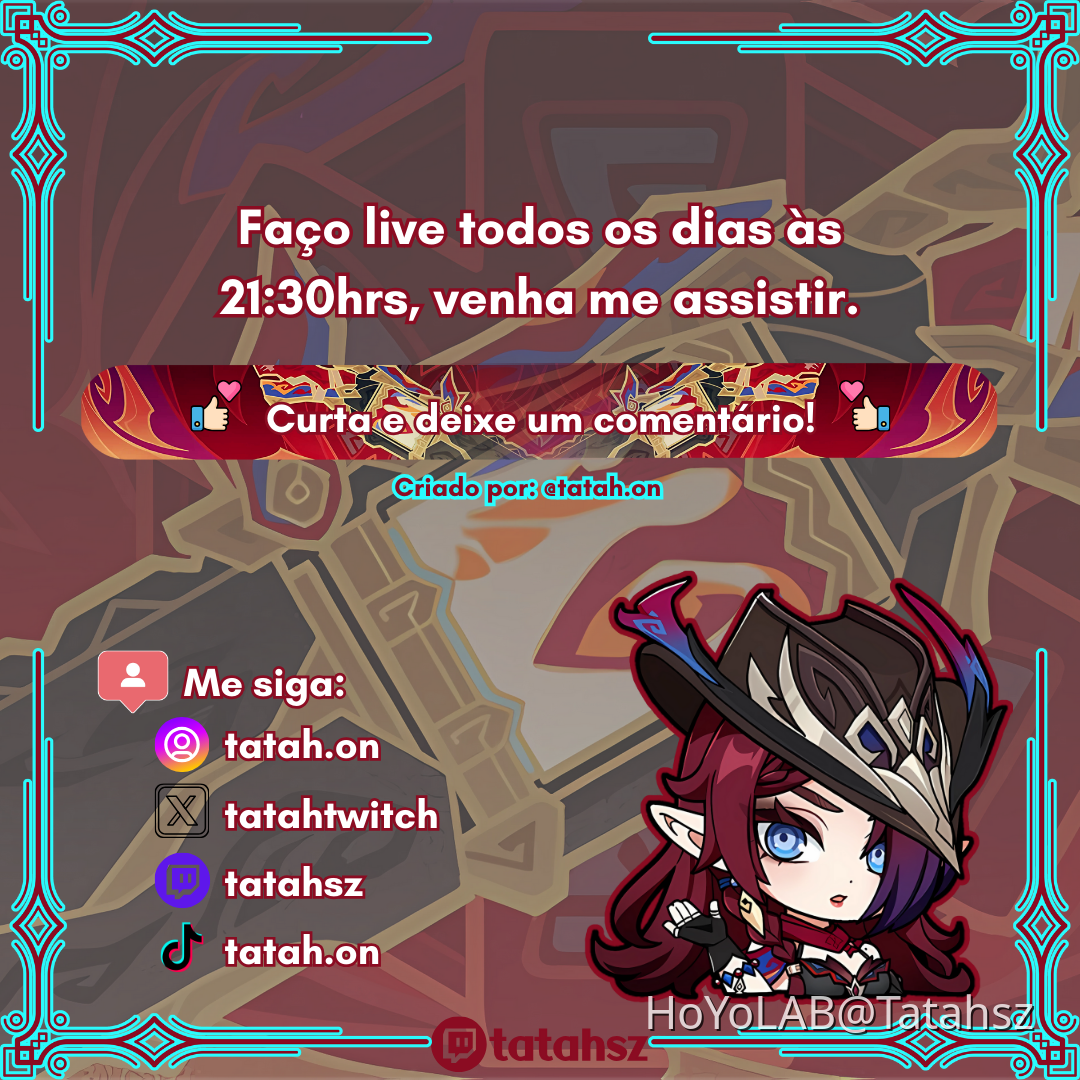 Faço live todos os dias às
21:30hrs, venha me assistir.
Curta e deixe um comentário!
Criado por: @tatah.on
Me siga:
tatah.on
tatahtwitch
tatahsz
tatah.on
HoYoLAB@Tatahsz
tatahsz